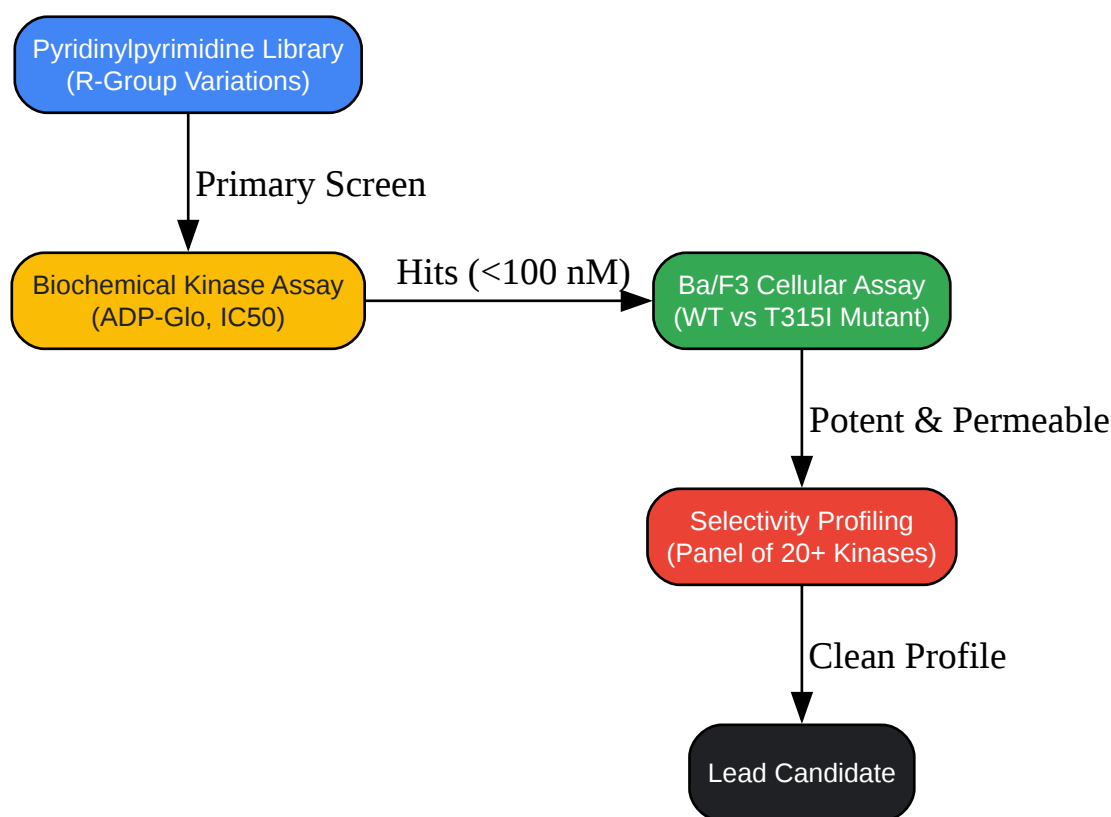 Pyridinylpyrimidine Library
(R-Group Variations)
Primary Screen
Biochemical Kinase Assay
(ADP-Glo, IC50)
Hits (<100 nM)
Ba/F3 Cellular Assay
(WT vs T315I Mutant)
Potent & Permeable
Selectivity Profiling
(Panel of 20+ Kinases)
Clean Profile
Lead Candidate